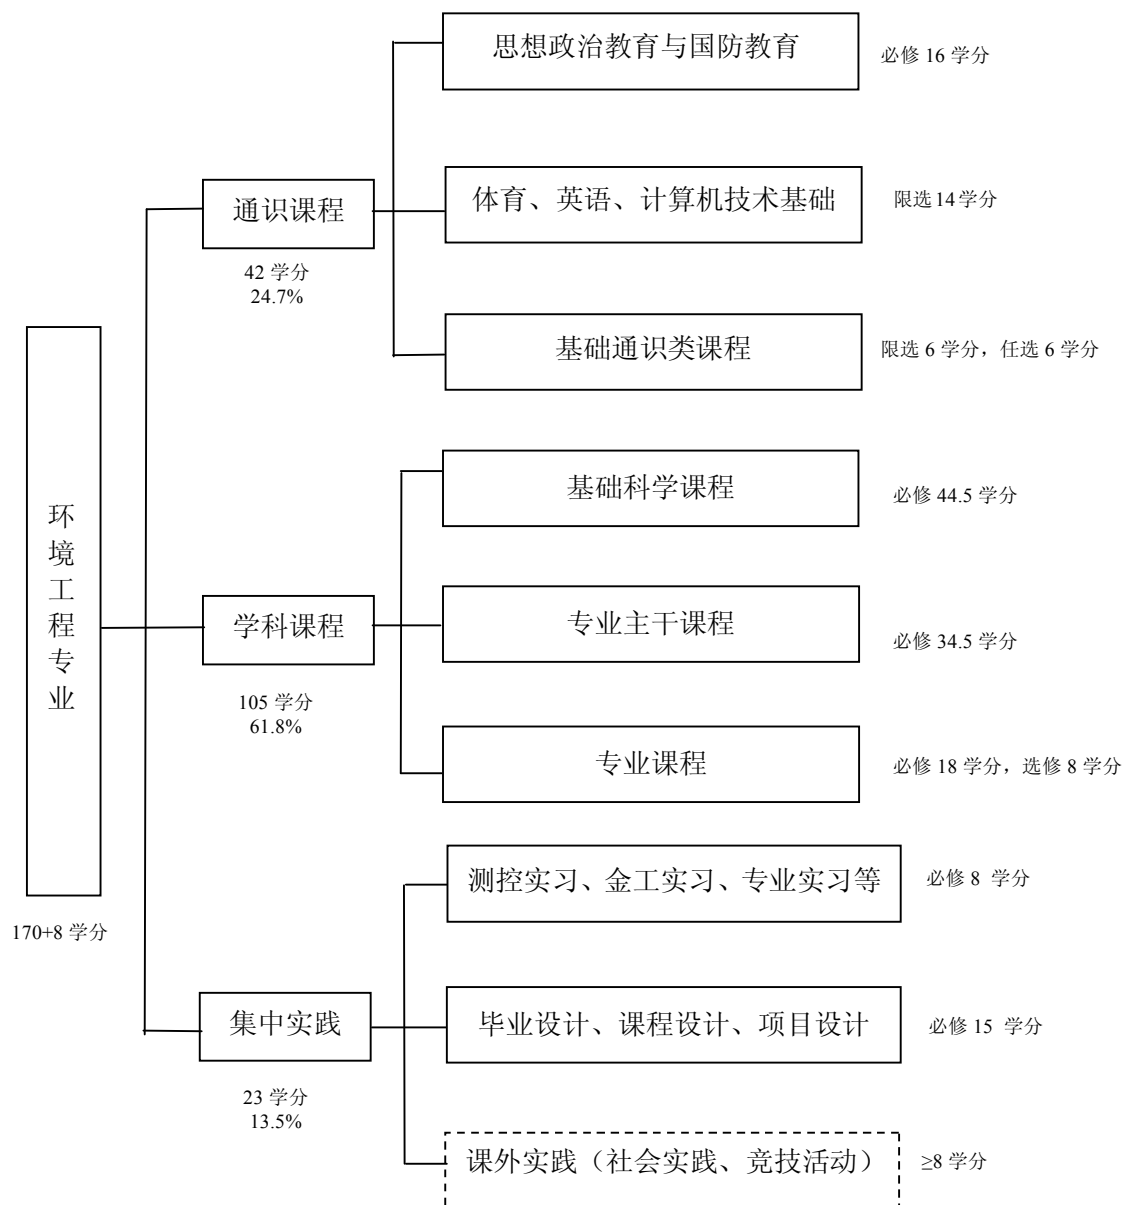 思想政治教育与国防教育
必修 16 学分
通识课程
42 学分
24.7%
体育、英语、计算机技术基础
限选 14 学分
基础通识类课程
限选 6 学分，任选 6 学分
环
境
工
程
专
业
170+8 学分
基础科学课程
必修 44.5 学分
学科课程
105 学分
61.8%
专业主干课程
必修 34.5 学分
专业课程
必修 18 学分，选修 8 学分
测控实习、金工实习、专业实习等
必修 8 学分
集中实践
23 学分
13.5%
毕业设计、课程设计、项目设计
必修 15 学分
课外实践（社会实践、竞技活动）
≥8 学分